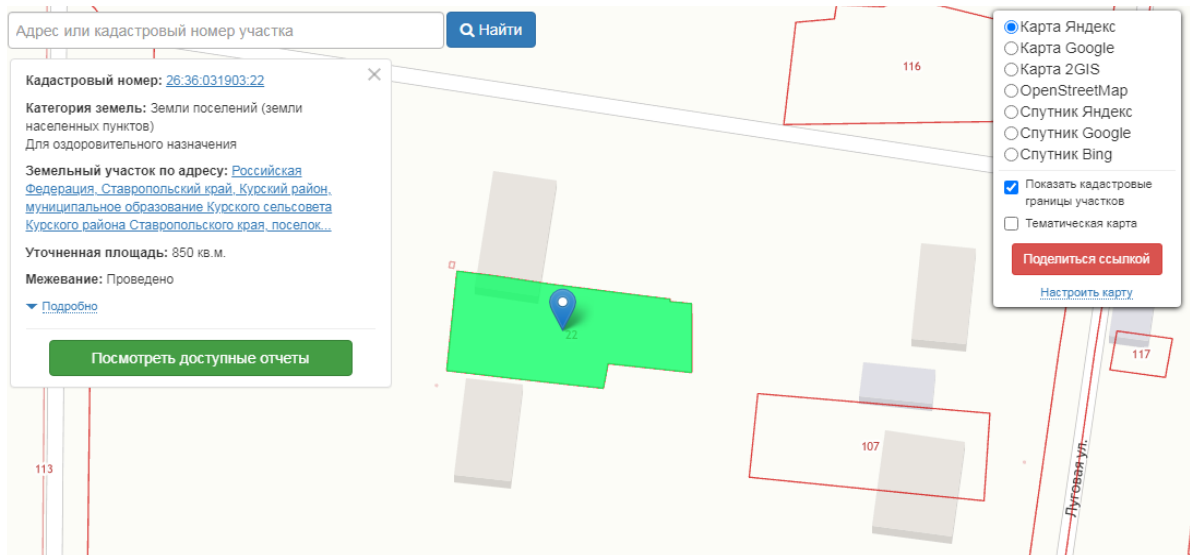 Адрес или кадастровый номер участка
Найти
Кадастровый номер: 26:36:031903:22
Категория земель: Земли поселений (земли
населенных пунктов)
Для оздоровительного назначения
Земельный участок по адресу: Российская
Федерация, Ставропольский край, Курский район,
муниципальное образование Курского сельсовета
Курского района Ставропольского края, поселок...
Уточненная площадь: 850 кв.м.
Межевание: Проведено
Подробно
Посмотреть доступные отчеты
116
22
107
113
117
Луговая ул.
Карта Яндекс
Карта Google
Карта 2GIS
OpenStreetMap
Спутник Яндекс
Спутник Google
Спутник Bing
Показать кадастровые
границы участков
Тематическая карта
Поделиться ссылкой
Настроить карту